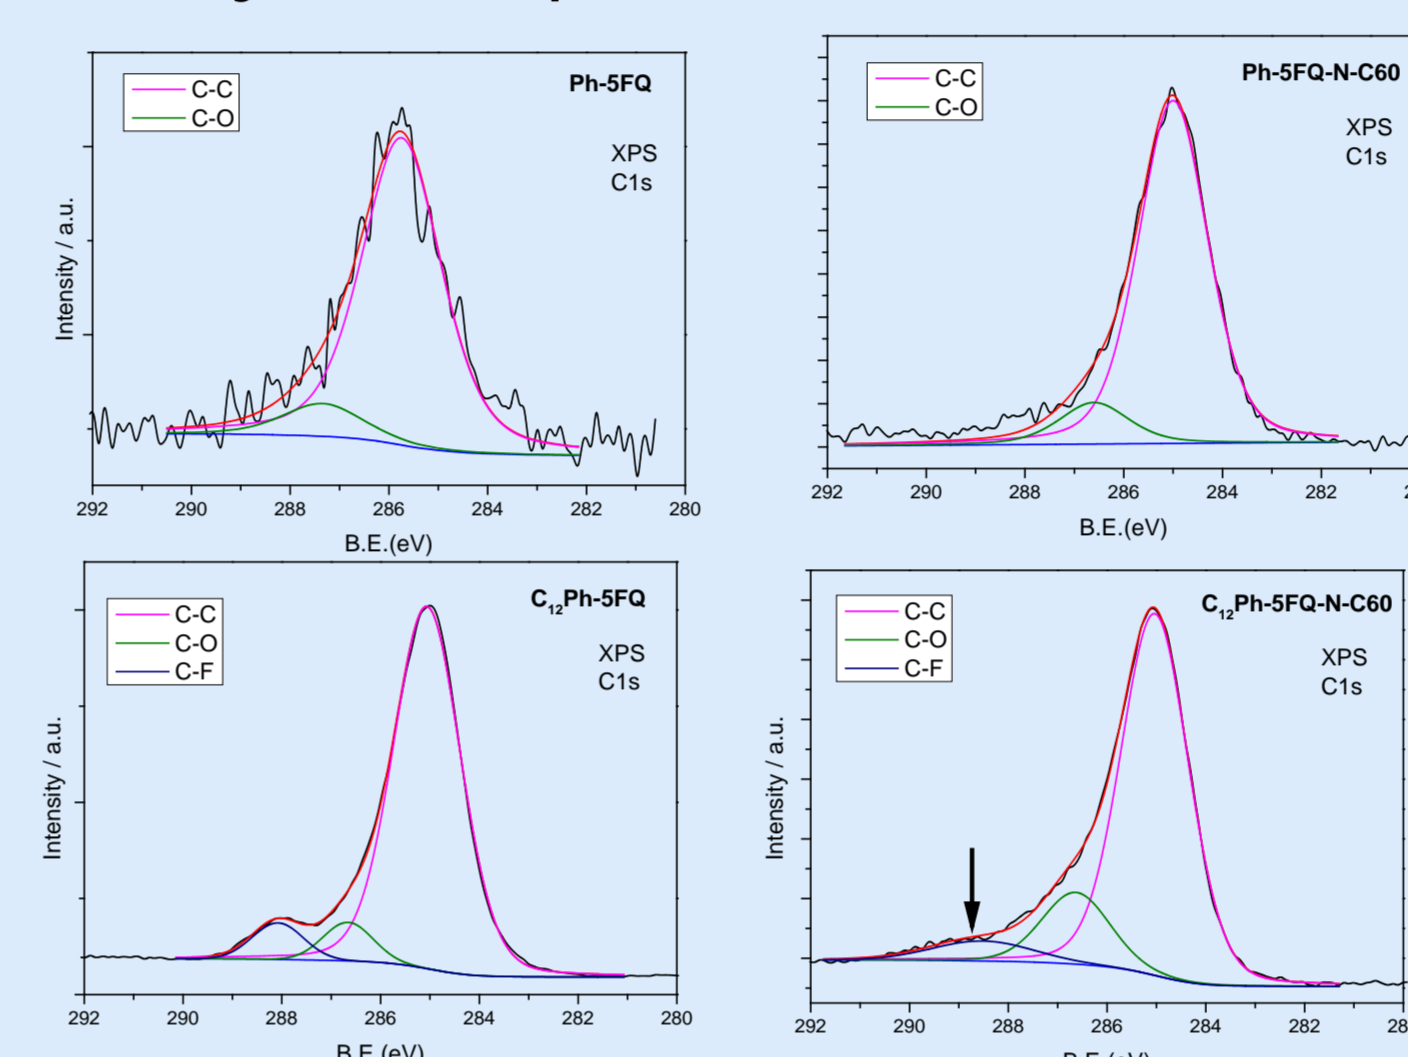 Ph-5FQ
C-C
C-O
XPS
C1s
Intensity / a.u.
292 290 288 286 284 282 280
B.E.(eV)
Ph-5FQ-N-C60
C-C
C-O
XPS
C1s
292 290 288 286 284 282
B.E.(eV)
C12Ph-5FQ
C-C
C-O
C-F
XPS
C1s
Intensity / a.u.
292 290 288 286 284 282 280
B.E.(eV)
C12Ph-5FQ-N-C60
C-C
C-O
C-F
XPS
C1s
Intensity / a.u.
292 290 288 286 284 282